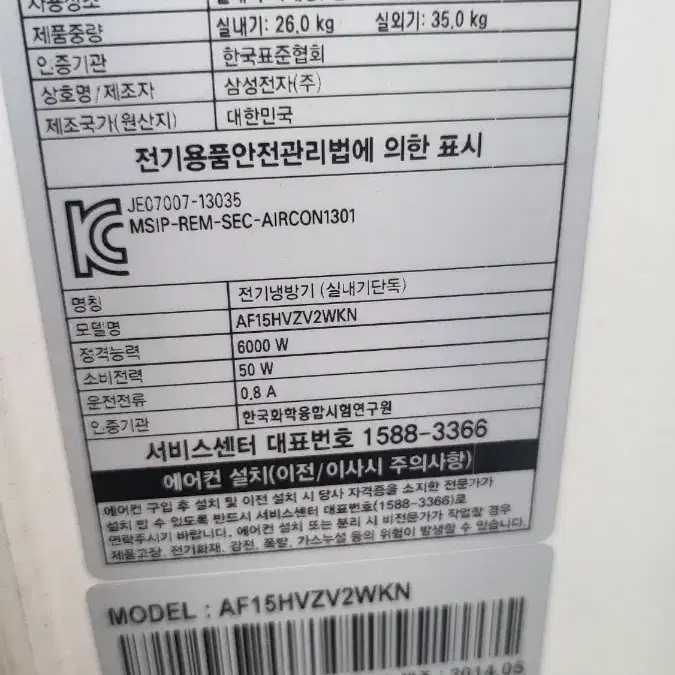 사용장소
제품중량 실내기: 26.0 kg 실외기: 35.0 kg
인증기관 한국표준협회
상호명/제조자 삼성전자(주)
제조국가(원산지) 대한민국
전기용품안전관리법에 의한 표시
JE07007-13035
MSIP-REM-SEC-AIRCON1301
명칭 전기냉방기 (실내기단독)
모델명 AF15HVZV2WKN
정격능력 6000 W
소비전력 50 W
운전전류 0.8 A
인증기관 한국화학융합시험연구원
서비스센터 대표번호 1588-3366
에어컨 설치(이전/이사시 주의사항)
에어컨 구입 후 설치 및 이전 설치 시 당사 자격증을 소지한 전문가가
설치 할 수 있도록 반드시 서비스센터 대표번호(1588-3366)로
연락주시기 바랍니다. 에어컨 설치 또는 분리 시 비전문가가 작업할 경우
제품고장, 전기화재, 감전, 폭발, 가스누설 등의 위험이 발생할 수 있습니다.
MODEL : AF15HVZV2WKN
2014.05